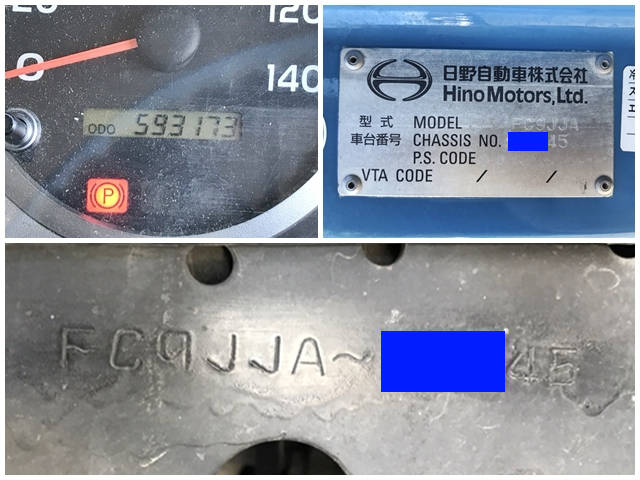 120
140
0
ODO 593173
P
日野自動車株式会社
Hino Motors, Ltd.
型式 MODEL FC9JJA
車台番号 CHASSIS NO. 45
P.S. CODE
VTA CODE / /
FC9JJA~ 45